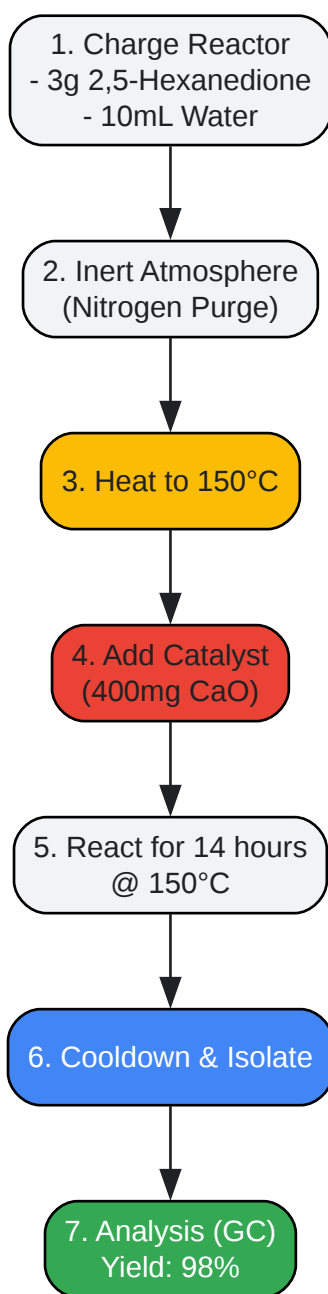 1. Charge Reactor
- 3g 2,5-Hexanedione
- 10mL Water
2. Inert Atmosphere
(Nitrogen Purge)
3. Heat to 150°C
4. Add Catalyst
(400mg CaO)
5. React for 14 hours
@ 150°C
6. Cooldown & Isolate
7. Analysis (GC)
Yield: 98%